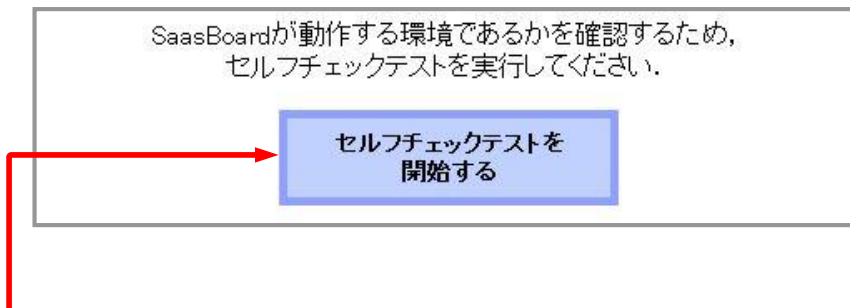 SaasBoardが動作する環境であるかを確認するため,
セルフチェックテストを実行してください.
セルフチェックテストを
開始する